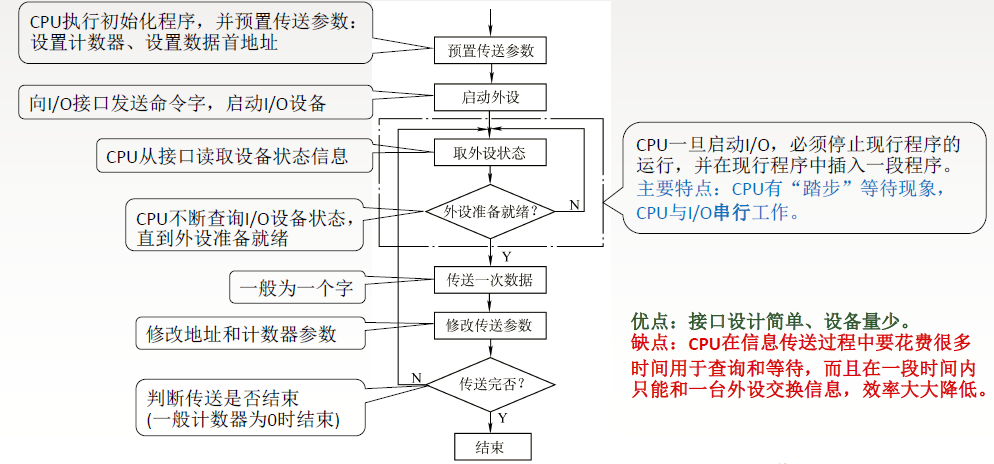 CPU执行初始化程序，并预置传送参数：
设置计数器、设置数据首地址
预置传送参数
向I/O接口发送命令字，启动I/O设备
启动外设
CPU从接口读取设备状态信息
取外设状态
CPU一旦启动I/O，必须停止现行程序的
运行，并在现行程序中插入一段程序。
主要特点：CPU有“踏步”等待现象，
CPU与I/O串行工作。
CPU不断查询I/O设备状态，
直到外设准备就绪
外设准备就绪？
N
Y
一般为一个字
传送一次数据
修改地址和计数器参数
修改传送参数
优点：接口设计简单、设备量少。
缺点：CPU在信息传送过程中要花费很多
时间用于查询和等待，而且在一段时间内
只能和一台外设交换信息，效率大大降低。
N
传送完否？
判断传送是否结束
(一般计数器为0时结束)
Y
结束